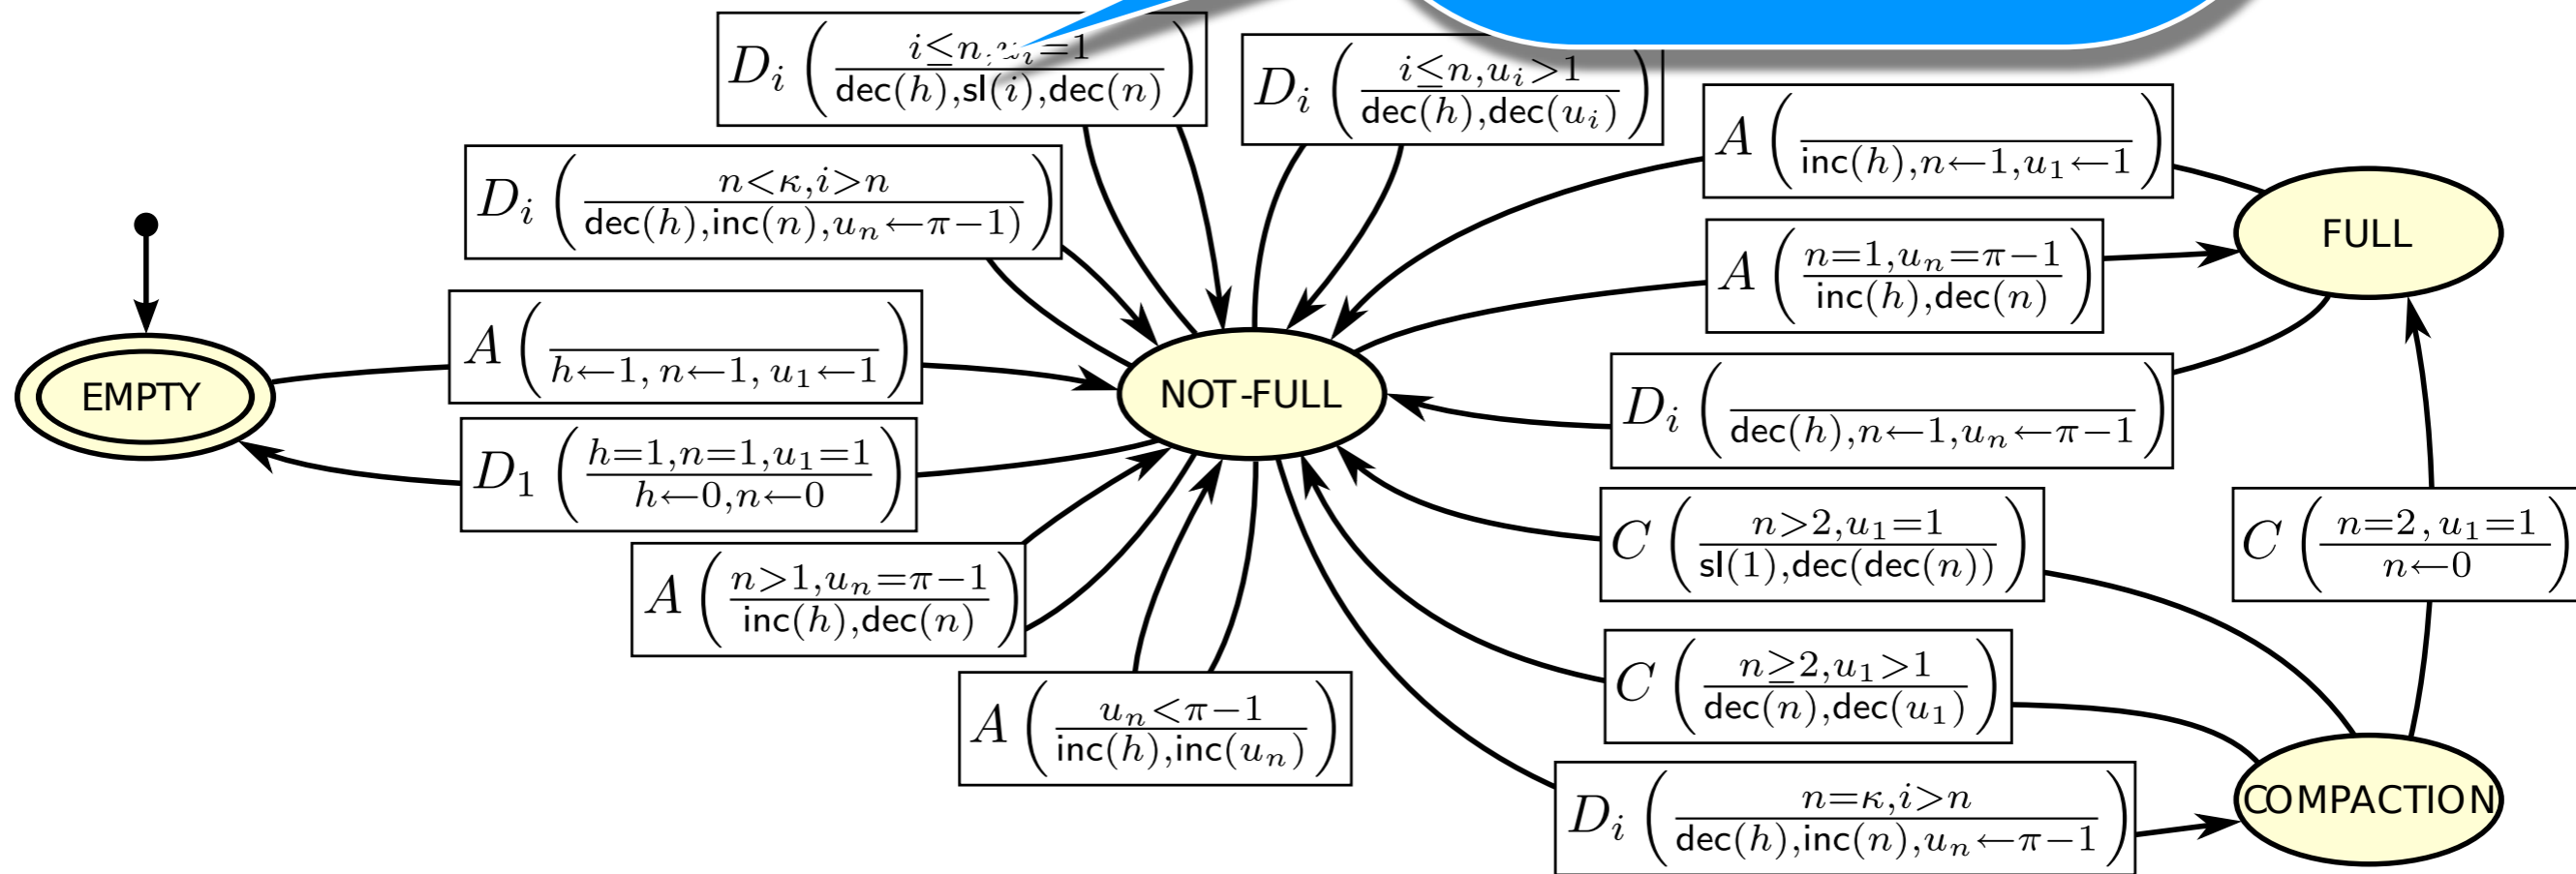 D_i ( i≤n,u_i=1 / dec(h),sl(i),dec(n) )
D_i ( i≤n,u_i>1 / dec(h),dec(u_i) )
A ( / inc(h),n←1,u_1←1 )
D_i ( n<κ,i>n / dec(h),inc(n),u_n←π−1) )
FULL
A ( n=1,u_n=π−1 / inc(h),dec(n) )
A ( / h←1, n←1, u_1←1 )
EMPTY
NOT-FULL
D_i ( / dec(h),n←1,u_n←π−1 )
D_1 ( h=1,n=1,u_1=1 / h←0,n←0 )
C ( n>2,u_1=1 / sl(1),dec(dec(n)) )
C ( n=2,u_1=1 / n←0 )
A ( n>1,u_n=π−1 / inc(h),dec(n) )
C ( n≥2,u_1>1 / dec(n),dec(u_1) )
A ( u_n<π−1 / inc(h),inc(u_n) )
COMPACTION
D_i ( n=κ,i>n / dec(h),inc(n),u_n←π−1 )